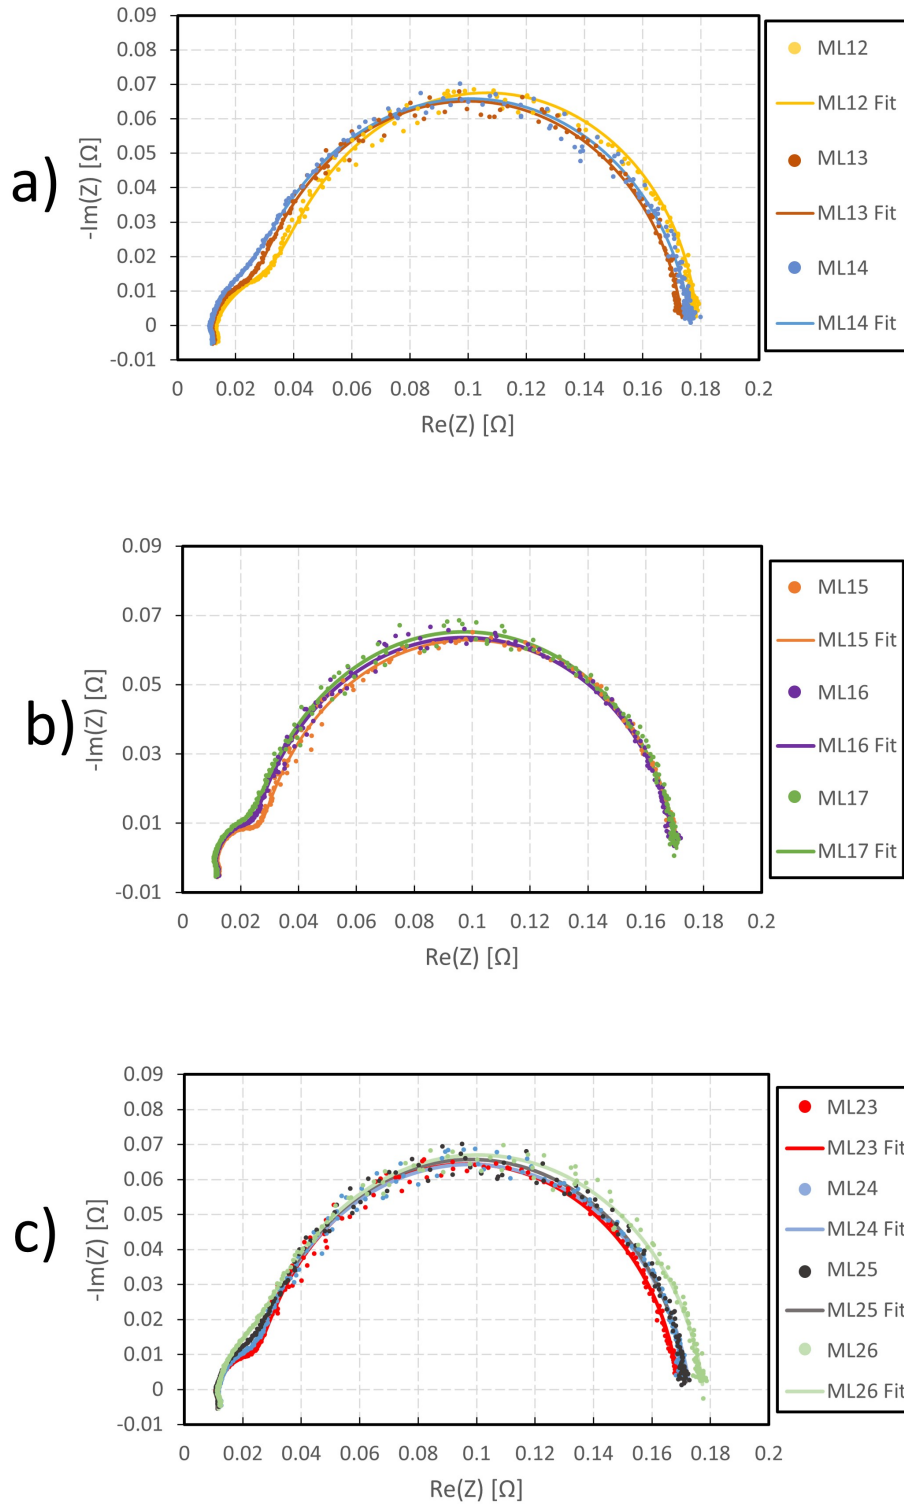 a)
0.09
0.08
0.07
0.06
0.05
0.04
0.03
0.02
0.01
0
-0.01
-Im(Z) [Ω]
0 0.02 0.04 0.06 0.08 0.1 0.12 0.14 0.16 0.18 0.2
Re(Z) [Ω]
ML12
ML12 Fit
ML13
ML13 Fit
ML14
ML14 Fit
b)
0.09
0.07
0.05
0.03
0.01
-0.01
-Im(Z) [Ω]
0 0.02 0.04 0.06 0.08 0.1 0.12 0.14 0.16 0.18 0.2
Re(Z) [Ω]
ML15
ML15 Fit
ML16
ML16 Fit
ML17
ML17 Fit
c)
0.09
0.08
0.07
0.06
0.05
0.04
0.03
0.02
0.01
0
-0.01
-Im(Z) [Ω]
0 0.02 0.04 0.06 0.08 0.1 0.12 0.14 0.16 0.18 0.2
Re(Z) [Ω]
ML23
ML23 Fit
ML24
ML24 Fit
ML25
ML25 Fit
ML26
ML26 Fit